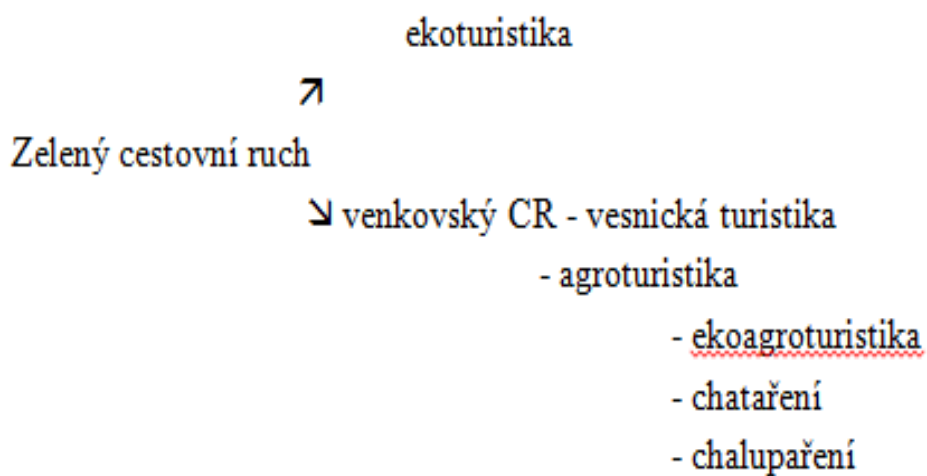 ekoturistika
↗
Zelený cestovní ruch
↘ venkovský CR - vesnická turistika
- agroturistika
- ekoagroturistika
- chataření
- chalupaření